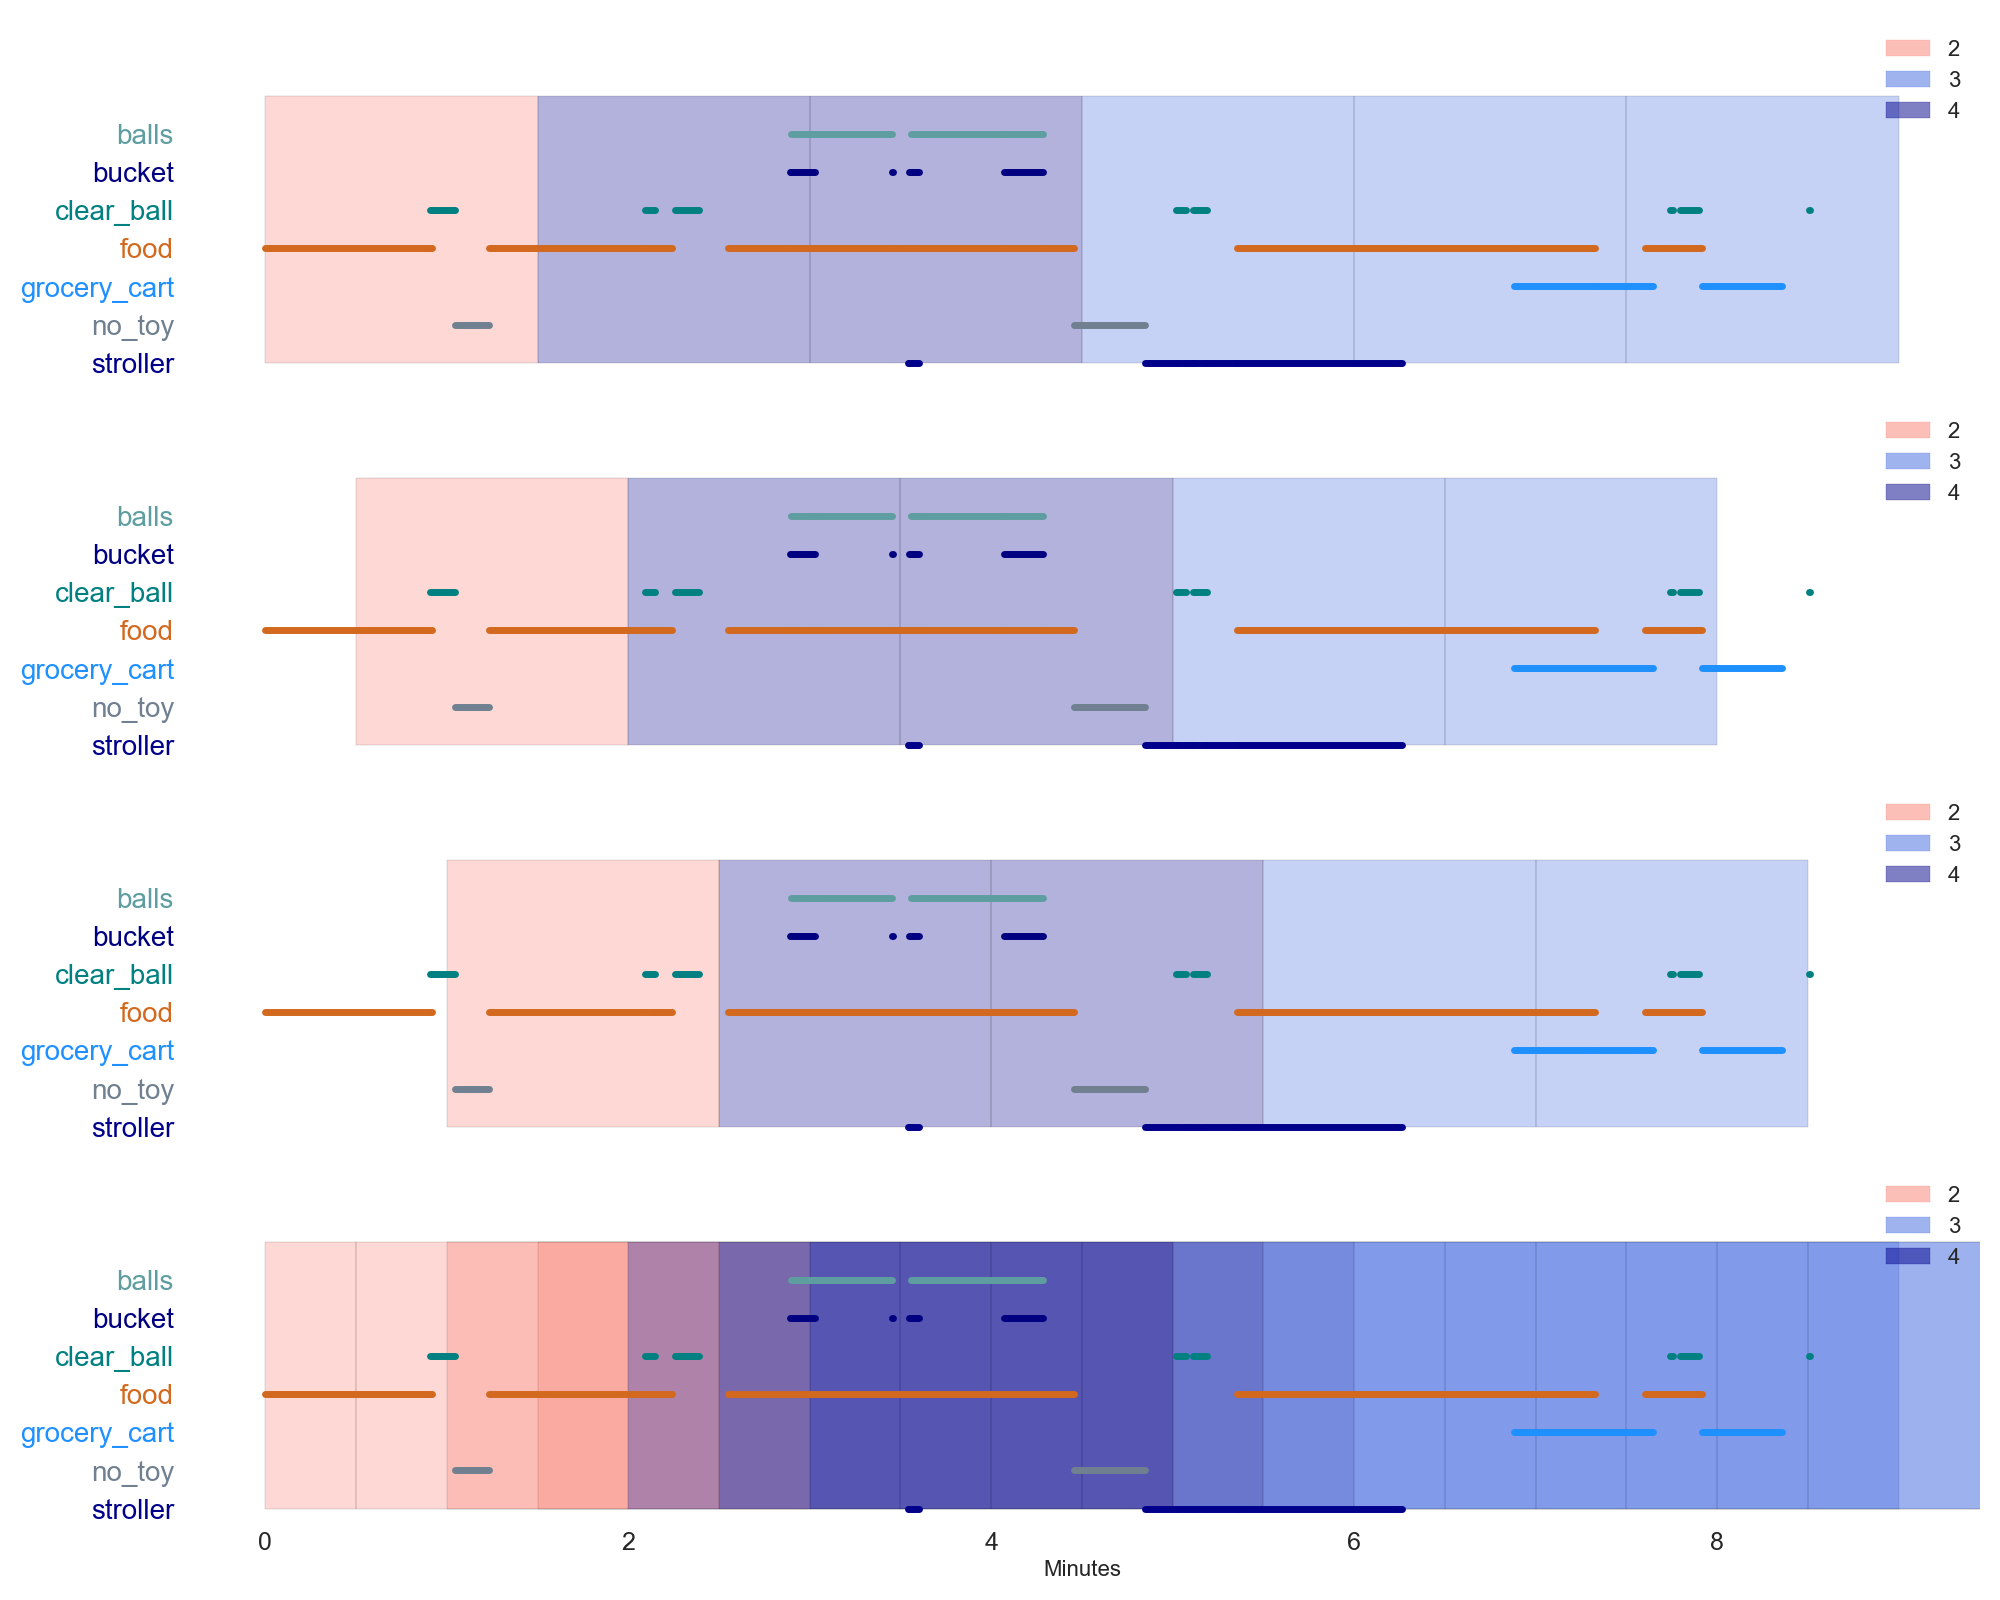 2
3
4
balls
bucket
clear_ball
food
grocery_cart
no_toy
stroller
2
3
4
balls
bucket
clear_ball
food
grocery_cart
no_toy
stroller
2
3
4
balls
bucket
clear_ball
food
grocery_cart
no_toy
stroller
2
3
4
balls
bucket
clear_ball
food
grocery_cart
no_toy
stroller
0 2 4 6 8
Minutes